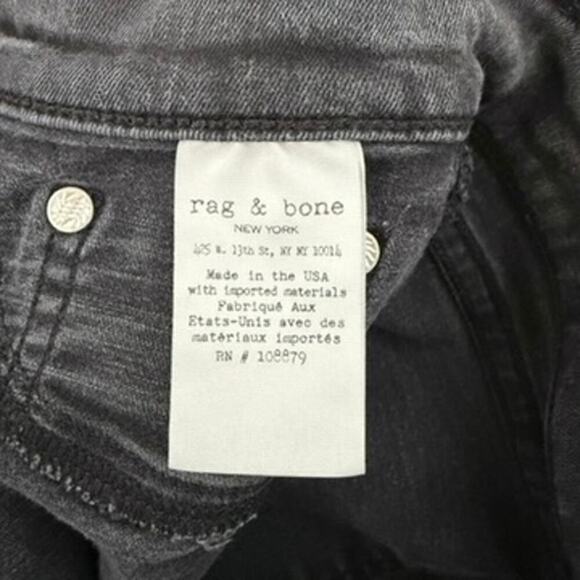 rag & bone
NEW YORK
425 W. 13th St, NY NY 10014
Made in the USA
with imported materials
Fabriqué Aux
Etats-Unis avec des
matériaux importés
RN # 108879